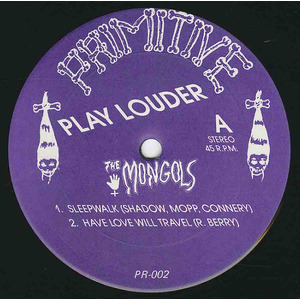 PRIMITIVE
PLAY LOUDER
A
STEREO
45 R.P.M.
THE MONGOLS
1. SLEEPWALK (SHADOW, MOPP, CONNERY)
2. HAVE LOVE WILL TRAVEL (R. BERRY)
PR-002